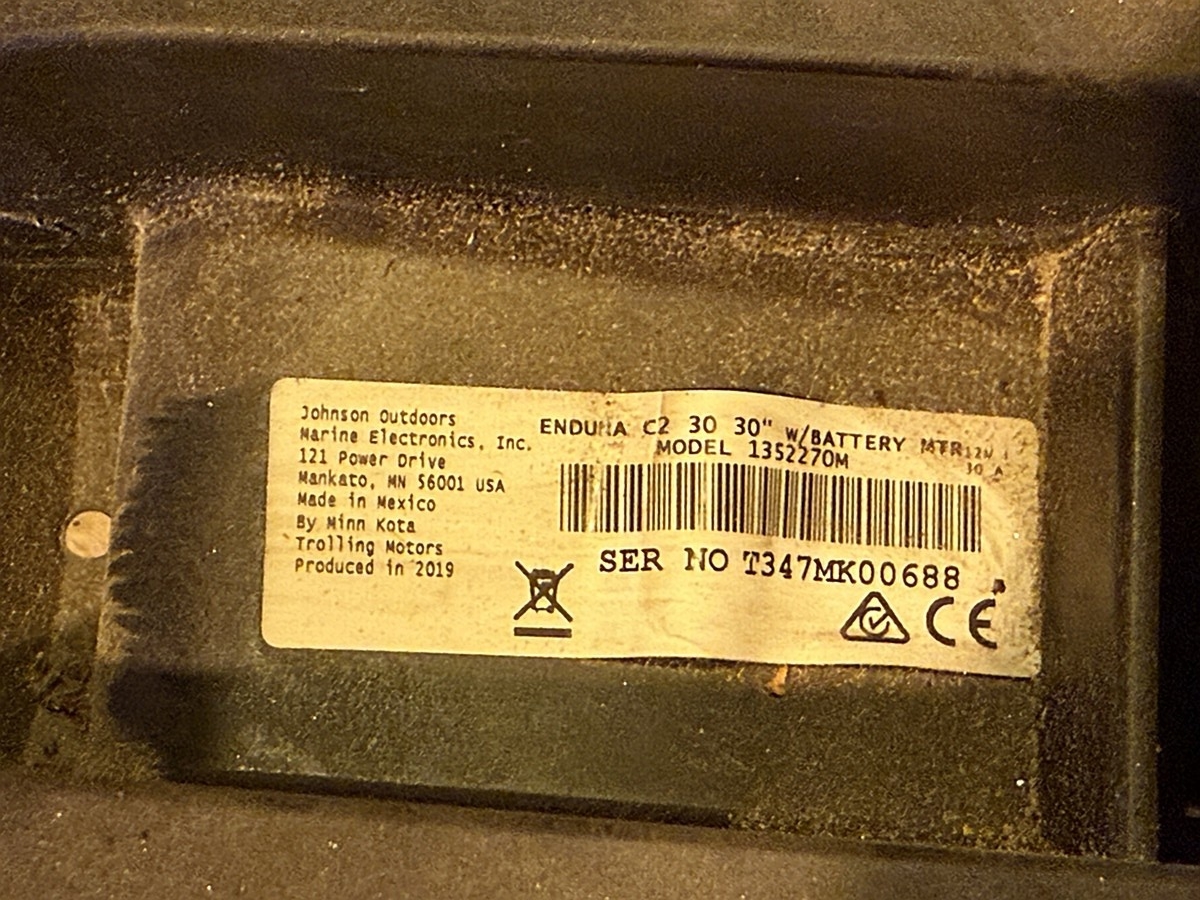 Johnson Outdoors
Marine Electronics, Inc.
121 Power Drive
Mankato, MN 56001 USA
Made in Mexico
By Minn Kota
Trolling Motors
Produced in 2019
ENDURA C2 30 30" W/BATTERY MTR 12V
30 A
MODEL 1352270M
SER NO T347MK00688
CE